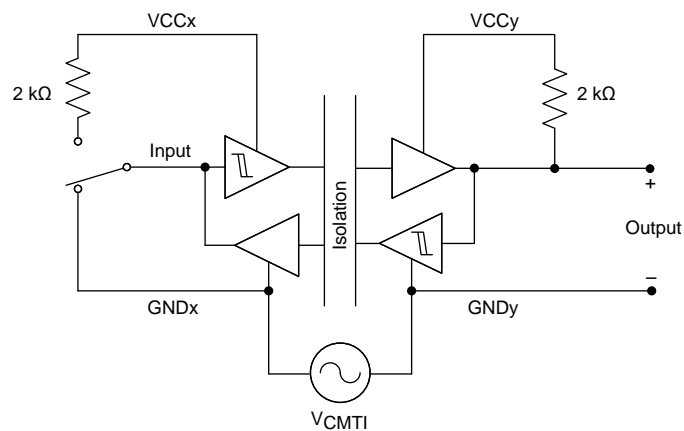 VCCx
VCCy
2 kΩ
2 kΩ
Input
Isolation
+
Output
–
GNDx
GNDy
VCMTI